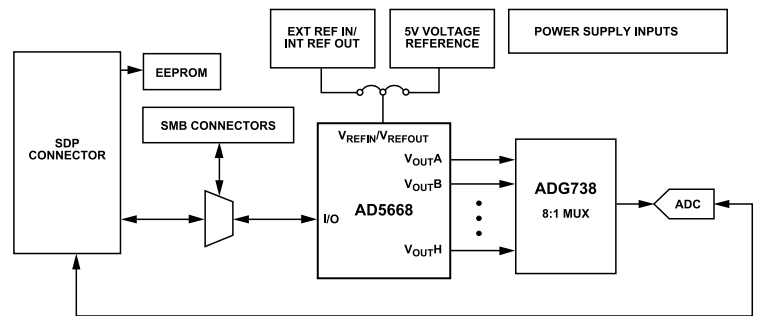 EXT REF IN/
INT REF OUT
5V VOLTAGE
REFERENCE
POWER SUPPLY INPUTS
EEPROM
SDP
CONNECTOR
SMB CONNECTORS
VREFIN/VREFOUT
VOUTA
VOUTB
I/O
AD5668
VOUTH
ADG738
8:1 MUX
ADC